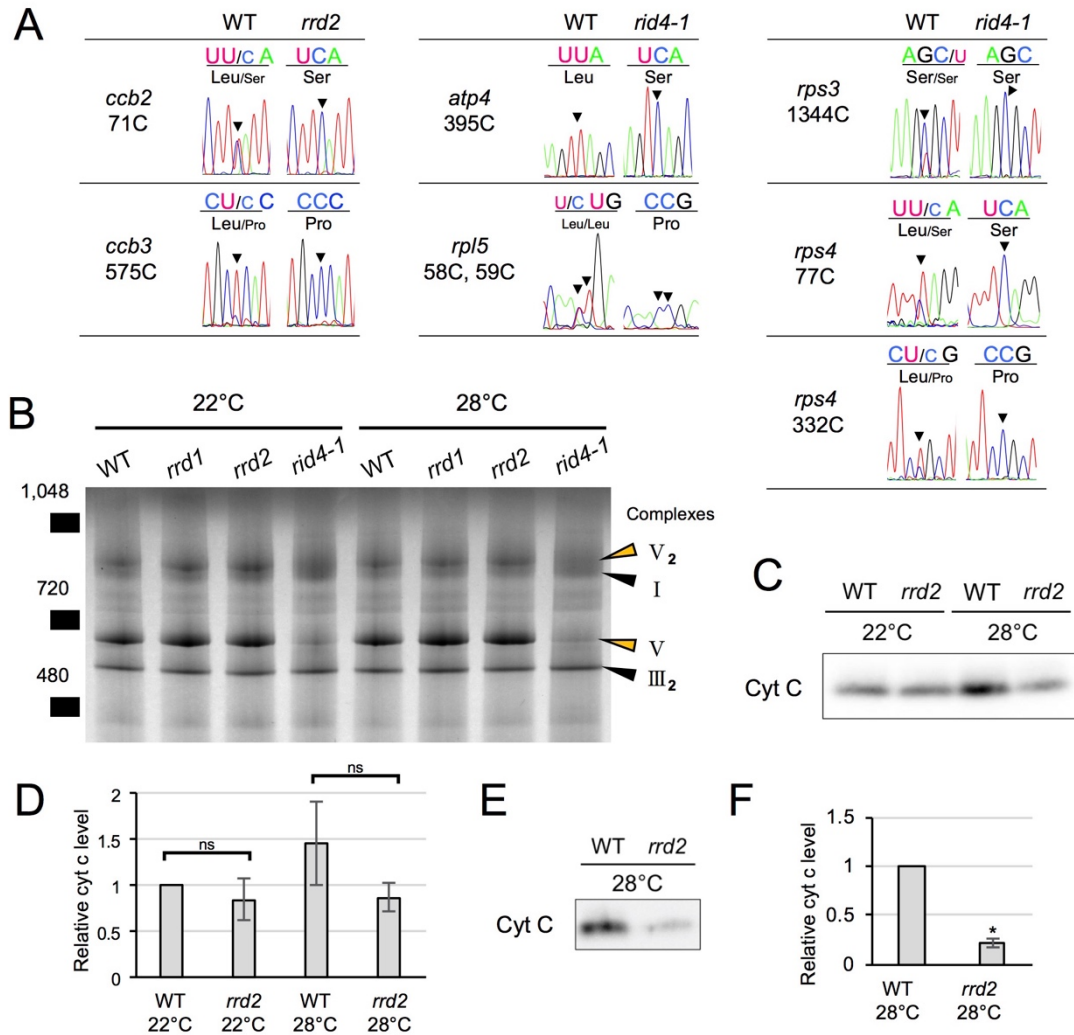 A
WT rrd2
ccb2
71C
UU/C A UCA
Leu/Ser Ser
ccb3
575C
CU/C C CCC
Leu/Pro Pro
WT rid4-1
atp4
395C
UUA UCA
Leu Ser
rpl5
58C, 59C
U/C UG CCG
Leu/Leu Pro
WT rid4-1
rps3
1344C
AGC/U AGC
Ser/Ser Ser
rps4
77C
UU/C A UCA
Leu/Ser Ser
rps4
332C
CU/C G CCG
Leu/Pro Pro
B
22°C 28°C
WT rrd1 rrd2 rid4-1 WT rrd1 rrd2 rid4-1
1,048
720
480
Complexes
V2
I
V
III2
C
WT rrd2 WT rrd2
22°C 28°C
Cyt C
D
Relative cyt c level
2
1.5
1
0.5
0
ns
ns
WT
22°C
rrd2
22°C
WT
28°C
rrd2
28°C
E
WT rrd2
28°C
Cyt C
F
Relative cyt c level
1.5
1
0.5
0
*
WT
28°C
rrd2
28°C